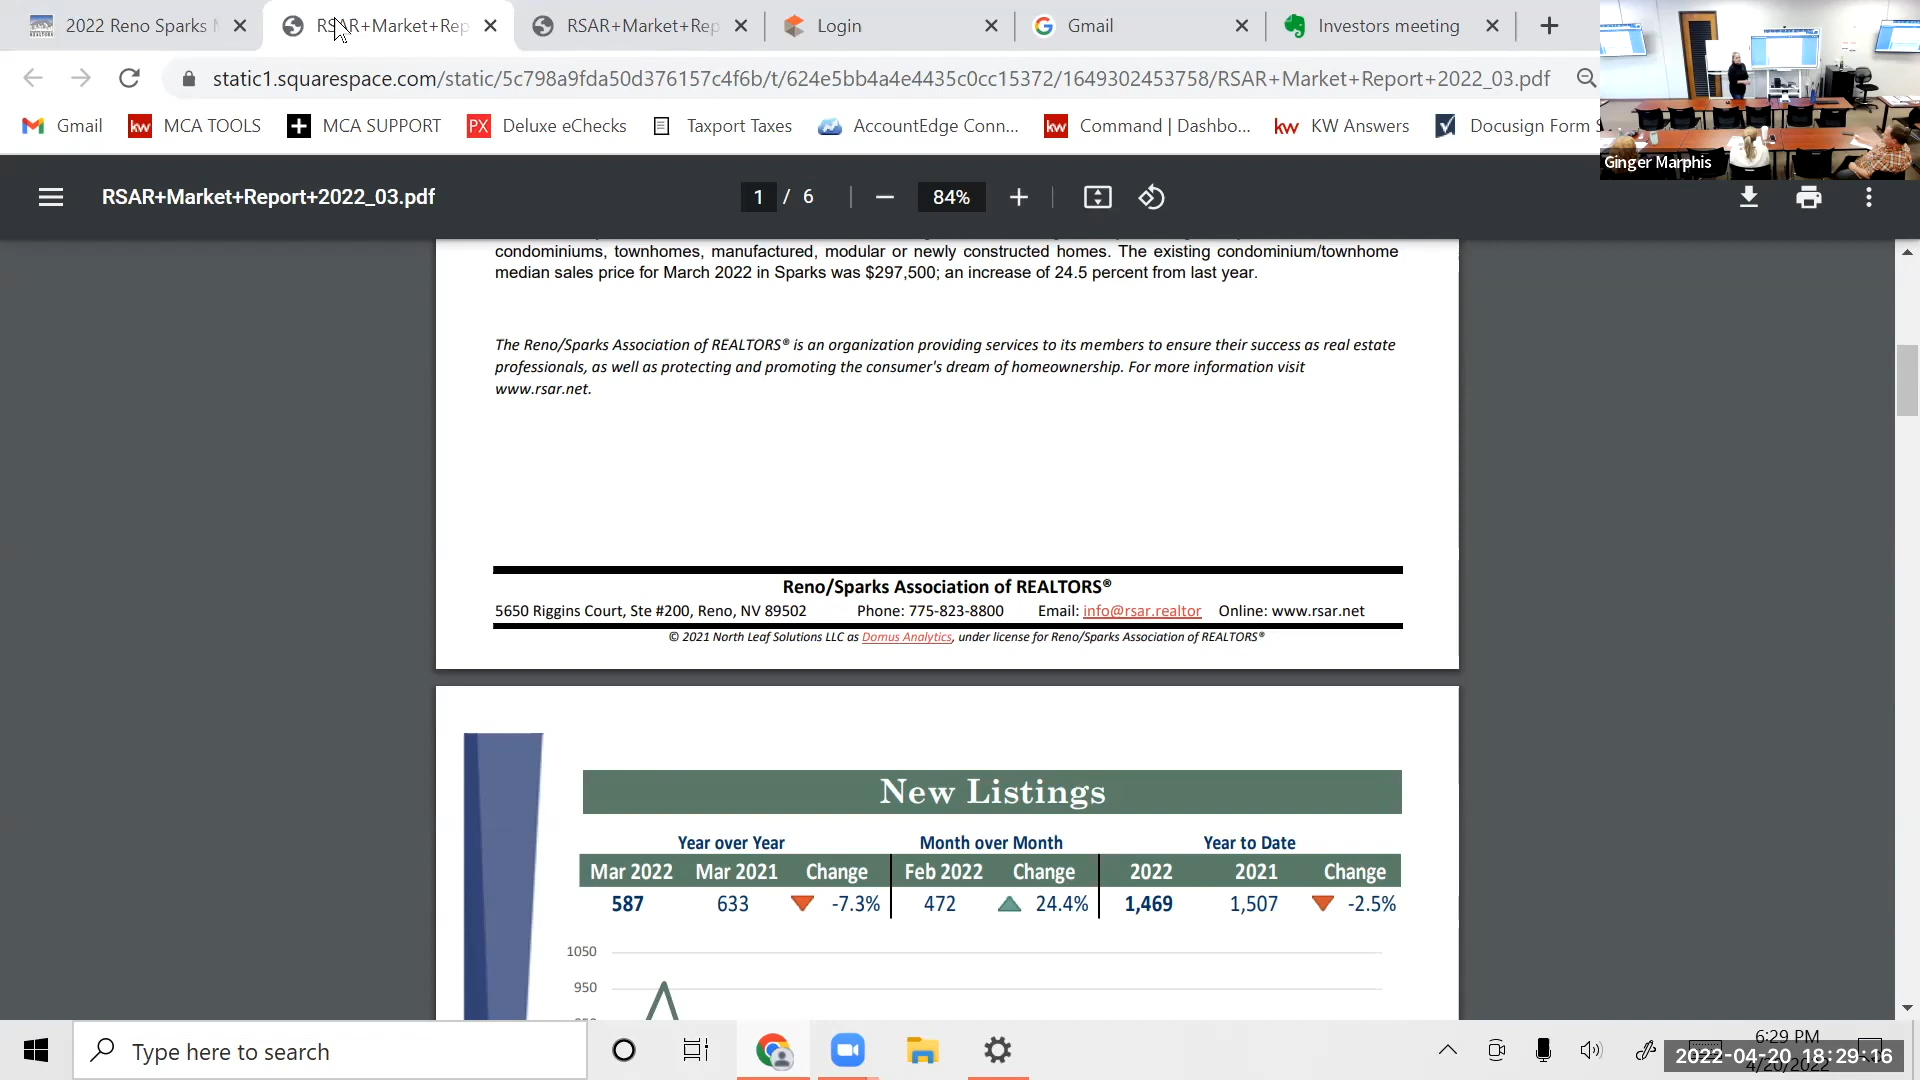 2022 Reno Sparks
RSAR+Market+Rep
RSAR+Market+Rep
Login
Gmail
Investors meeting
static1.squarespace.com/static/5c798a9fda50d376157c4f6b/t/624e5bb4a4e4435c0cc15372/1649302453758/RSAR+Market+Report+2022_03.pdf
Gmail
kw MCA TOOLS
MCA SUPPORT
PX Deluxe eChecks
Taxport Taxes
AccountEdge Conn...
kw Command | Dashbo...
kw KW Answers
Docusign Form
Ginger Marphis
RSAR+Market+Report+2022_03.pdf
1 / 6
84%
condominiums, townhomes, manufactured, modular or newly constructed homes. The existing condominium/townhome
median sales price for March 2022 in Sparks was $297,500; an increase of 24.5 percent from last year.
The Reno/Sparks Association of REALTORS® is an organization providing services to its members to ensure their success as real estate
professionals, as well as protecting and promoting the consumer's dream of homeownership. For more information visit
www.rsar.net.
Reno/Sparks Association of REALTORS®
5650 Riggins Court, Ste #200, Reno, NV 89502 Phone: 775-823-8800 Email: info@rsar.realtor Online: www.rsar.net
© 2021 North Leaf Solutions LLC as Domus Analytics, under license for Reno/Sparks Association of REALTORS®
New Listings
Year over Year Month over Month Year to Date
Mar 2022 Mar 2021 Change Feb 2022 Change 2022 2021 Change
587 633 -7.3% 472 24.4% 1,469 1,507 -2.5%
1050
950
Type here to search
6:29 PM
2022-04-20 18:29:16
4/20/2022